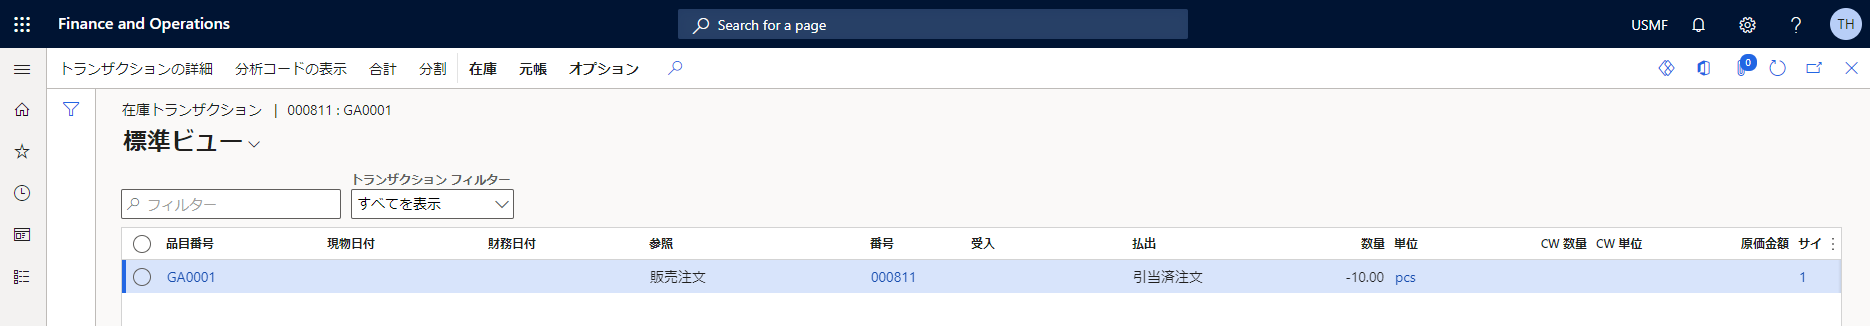 Finance and Operations
Search for a page
USMF
TH
トランザクションの詳細 分析コードの表示 合計 分割 在庫 元帳 オプション
0
在庫トランザクション | 000811 : GA0001
標準ビュー
トランザクション フィルター
フィルター
すべてを表示
品目番号 現物日付 財務日付 参照 番号 受入 払出 数量 単位 CW 数量 CW 単位 原価金額 サイ
GA0001 販売注文 000811 引当済注文 -10.00 pcs 1